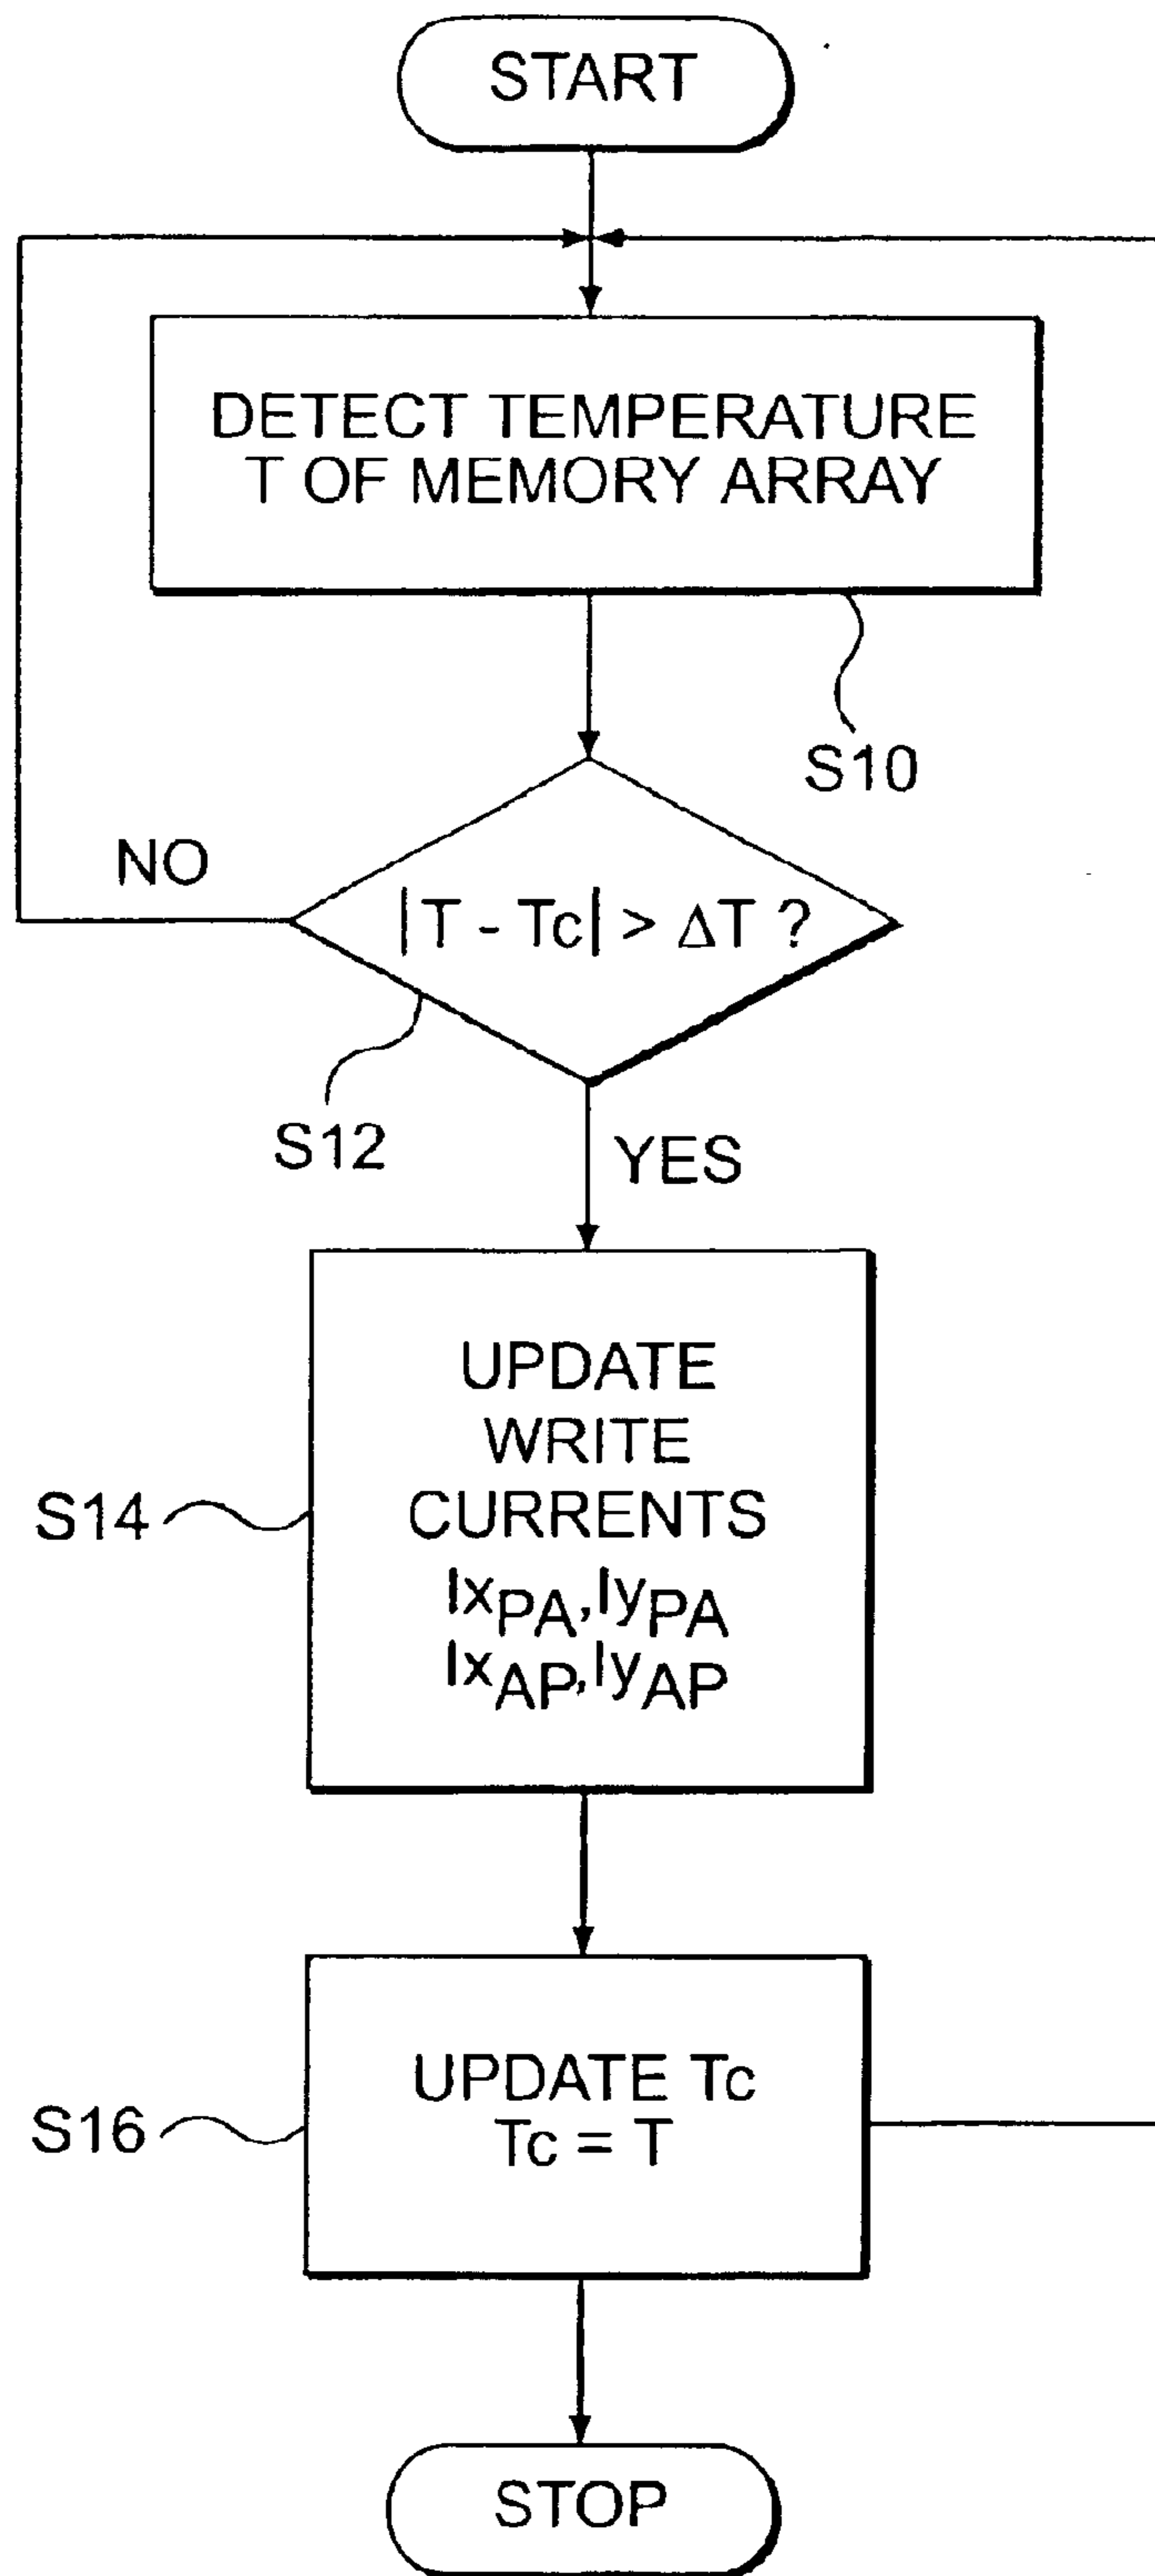 START
DETECT TEMPERATURE
T OF MEMORY ARRAY
S10
NO
|T - Tc| > ΔT ?
S12
YES
UPDATE
WRITE
CURRENTS
IxPA,IyPA
IxAP,IyAP
S14
UPDATE Tc
Tc = T
S16
STOP